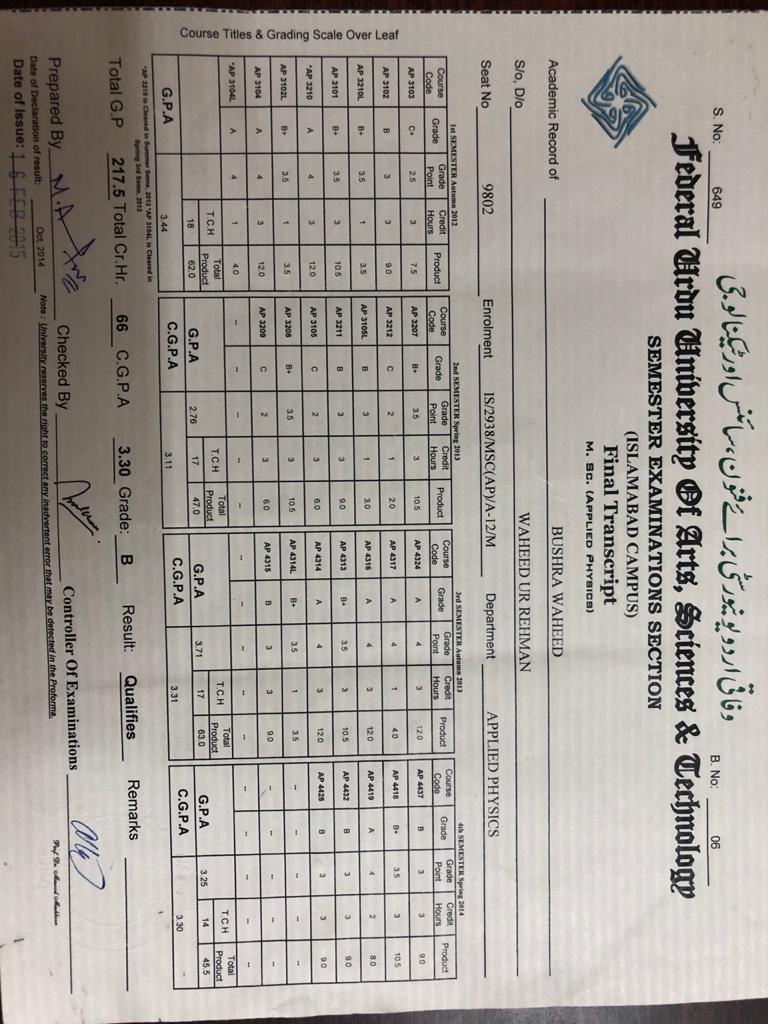 S. No: 649
وفاقی اردو یونیورسٹی برائے فنون، سائنس اور ٹیکنالوجی
B. No: 06
Federal Urdu University Of Arts, Sciences & Technology
SEMESTER EXAMINATIONS SECTION
(ISLAMABAD CAMPUS)
Final Transcript
M. SC. (APPLIED PHYSICS)
Academic Record of BUSHRA WAHEED
S/o, D/o WAHEED UR REHMAN
Seat No 9802 Enrolment IS/2938/MSC(AP)/A-12/M Department APPLIED PHYSICS
1st SEMESTER Autumn 2012
Course Code Grade Grade Point Credit Hours Product
AP 3103 C+ 2.5 3 7.5
AP 3102 B 3 3 9.0
AP 3210L B+ 3.5 1 3.5
AP 3101 B+ 3.5 3 10.5
*AP 3210 A 4 3 12.0
AP 3102L B+ 3.5 1 3.5
AP 3104 A 4 3 12.0
*AP 3104L A 4 1 4.0
T.C.H Total Product
G.P.A 3.44 18 62.0
2nd SEMESTER Spring 2013
Course Code Grade Grade Point Credit Hours Product
AP 3207 B+ 3.5 3 10.5
AP 3212 C 2 1 2.0
AP 3105L B 3 1 3.0
AP 3211 B 3 3 9.0
AP 3105 C 2 3 6.0
AP 3208 B+ 3.5 3 10.5
AP 3209 C 2 3 6.0
-- -- -- -- --
T.C.H Total Product
G.P.A 2.76 17 47.0
C.G.P.A 3.11
3rd SEMESTER Autumn 2013
Course Code Grade Grade Point Credit Hours Product
AP 4324 A 4 3 12.0
AP 4317 A 4 1 4.0
AP 4316 A 4 3 12.0
AP 4313 B+ 3.5 3 10.5
AP 4314 A 4 3 12.0
AP 4314L B+ 3.5 1 3.5
AP 4315 B 3 3 9.0
-- -- -- -- --
T.C.H Total Product
G.P.A 3.71 17 63.0
C.G.P.A 3.31
4th SEMESTER Spring 2014
Course Code Grade Grade Point Credit Hours Product
AP 4437 B 3 3 9.0
AP 4418 B+ 3.5 3 10.5
AP 4419 A 4 2 8.0
AP 4432 B 3 3 9.0
AP 4428 B 3 3 9.0
-- -- -- -- --
-- -- -- -- --
-- -- -- -- --
T.C.H Total Product
G.P.A 3.25 14 45.5
C.G.P.A 3.30
*AP 3210 is Cleared in Summer Seme, 2013 *AP 3104L is Cleared in
Spring 3rd Seme, 2013
Total G.P 217.5 Total Cr.Hr. 66 C.G.P.A 3.30 Grade: B Result: Qualifies Remarks
Prepared By Checked By Controller Of Examinations
Date of Declaration of result: Oct, 2014
Note: University reserves the right to correct any inadvertent error that may be detected in the Proforma.
Date of Issue: 16 FEB 2015
Course Titles & Grading Scale Over Leaf